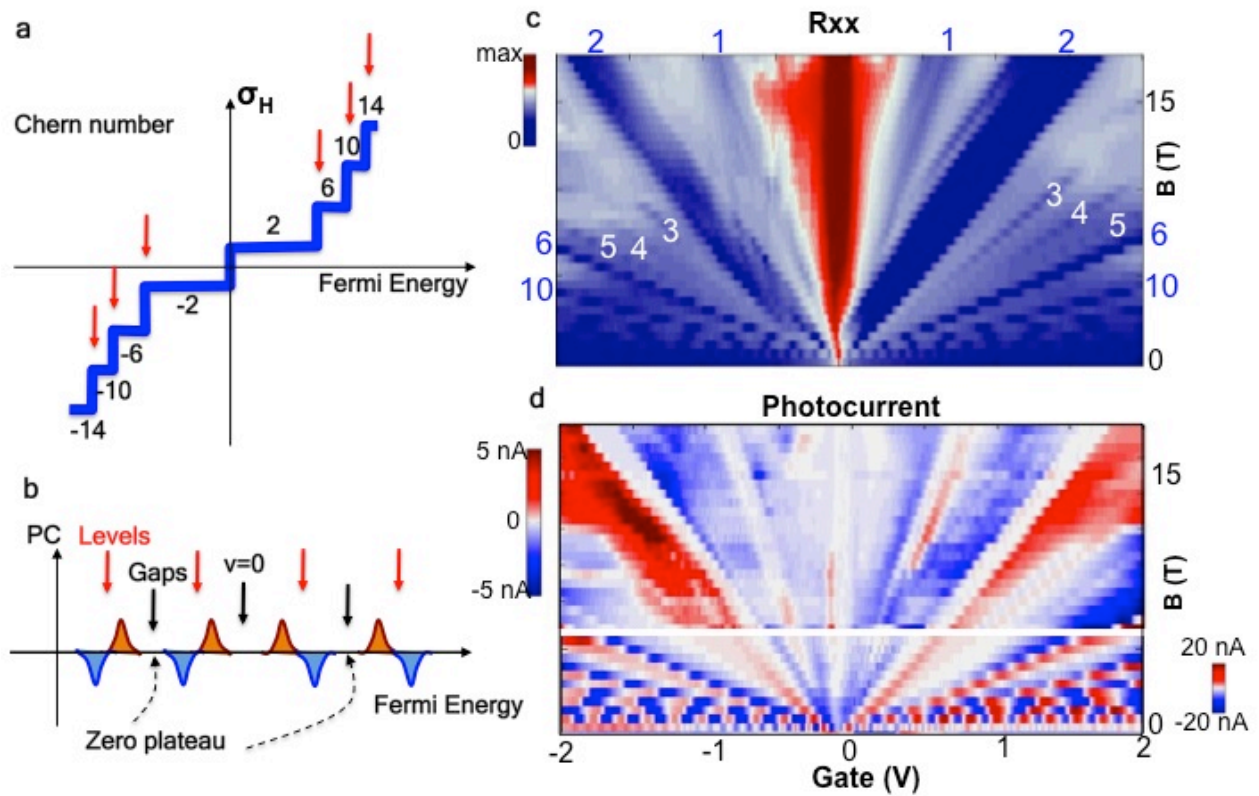 a
σH
Chern number
14
10
6
2
Fermi Energy
-2
-6
-10
-14
b
PC
Levels
Gaps
v=0
Fermi Energy
Zero plateau
c
Rxx
2 1 1 2
max
0
15
B (T)
3
4
5
5 4 3
6
10
6
10
0
d
Photocurrent
5 nA
0
-5 nA
15
B (T)
20 nA
-20 nA
0
-2 -1 0 1 2
Gate (V)